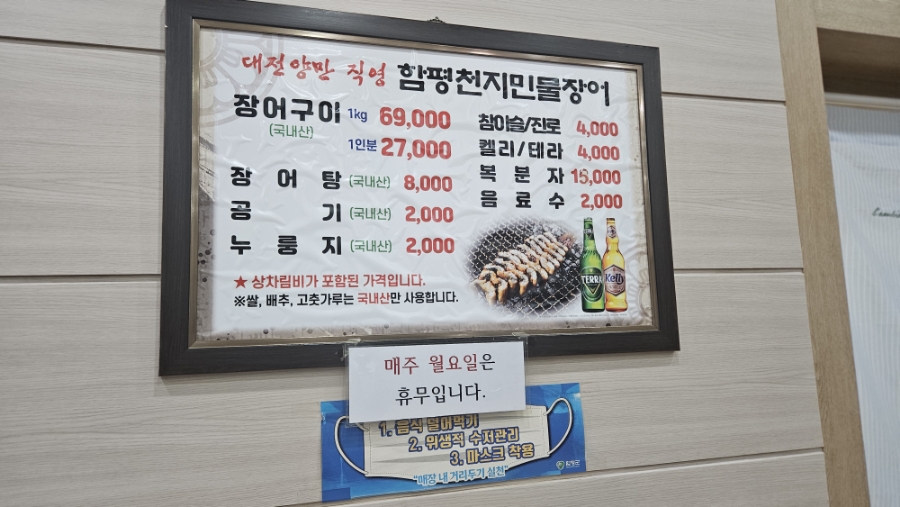 대전양만 직영 함평천지민물장어
장어구이 1kg 69,000
(국내산)
1인분 27,000
장어탕 (국내산) 8,000
공기 (국내산) 2,000
누룽지 (국내산) 2,000
★ 상차림비가 포함된 가격입니다.
※쌀, 배추, 고춧가루는 국내산만 사용합니다.
참이슬/진로 4,000
켈리/테라 4,000
복분자 15,000
음료수 2,000
TERRA
Kelly
매주 월요일은
휴무입니다.
1. 음식 덜어먹기
2. 위생적 수저관리
3. 마스크 착용
"매장 내 거리두기 실천"